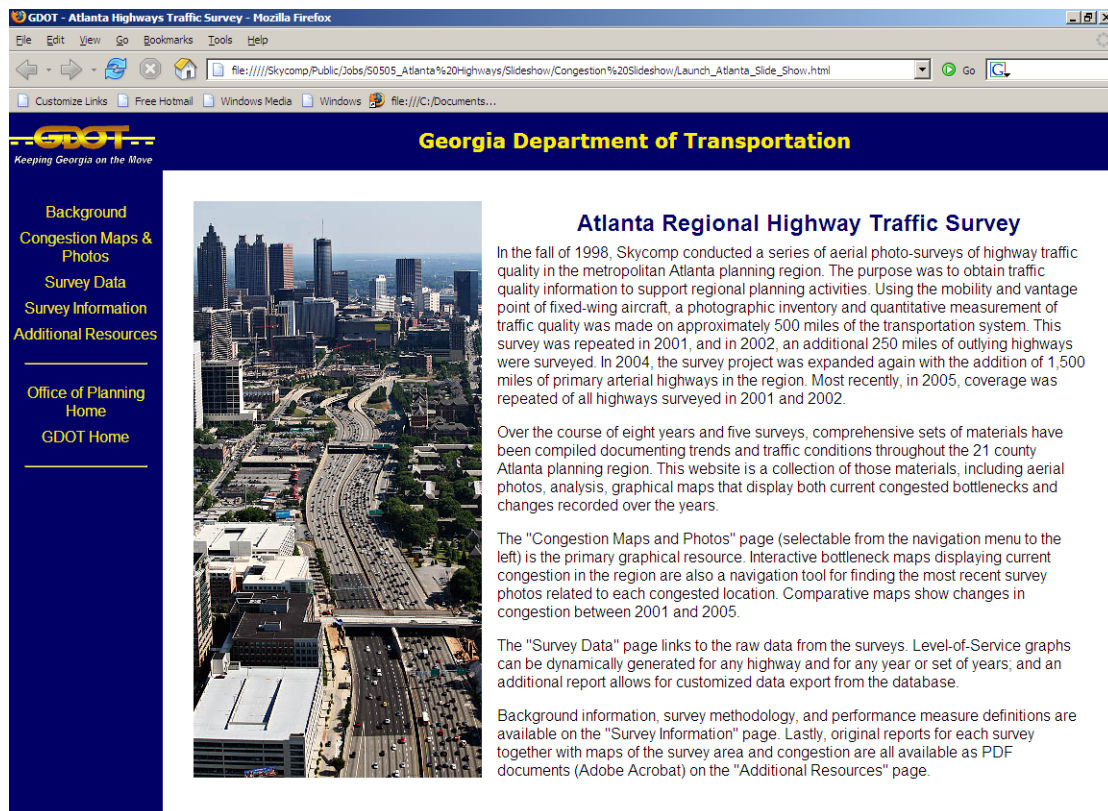 GDOT - Atlanta Highways Traffic Survey - Mozilla Firefox
File Edit View Go Bookmarks Tools Help
file://///Skycomp/Public/Jobs/S0505_Atlanta%20Highways/Slideshow/Congestion%20Slideshow/Launch_Atlanta_Slide_Show.html
Go
G
Customize Links Free Hotmail Windows Media Windows file:///C:/Documents...
GDOT
Keeping Georgia on the Move
Georgia Department of Transportation
Background
Congestion Maps &
Photos
Survey Data
Survey Information
Additional Resources
Office of Planning
Home
GDOT Home
Atlanta Regional Highway Traffic Survey
In the fall of 1998, Skycomp conducted a series of aerial photo-surveys of highway traffic
quality in the metropolitan Atlanta planning region. The purpose was to obtain traffic
quality information to support regional planning activities. Using the mobility and vantage
point of fixed-wing aircraft, a photographic inventory and quantitative measurement of
traffic quality was made on approximately 500 miles of the transportation system. This
survey was repeated in 2001, and in 2002, an additional 250 miles of outlying highways
were surveyed. In 2004, the survey project was expanded again with the addition of 1,500
miles of primary arterial highways in the region. Most recently, in 2005, coverage was
repeated of all highways surveyed in 2001 and 2002.
Over the course of eight years and five surveys, comprehensive sets of materials have
been compiled documenting trends and traffic conditions throughout the 21 county
Atlanta planning region. This website is a collection of those materials, including aerial
photos, analysis, graphical maps that display both current congested bottlenecks and
changes recorded over the years.
The "Congestion Maps and Photos" page (selectable from the navigation menu to the
left) is the primary graphical resource. Interactive bottleneck maps displaying current
congestion in the region are also a navigation tool for finding the most recent survey
photos related to each congested location. Comparative maps show changes in
congestion between 2001 and 2005.
The "Survey Data" page links to the raw data from the surveys. Level-of-Service graphs
can be dynamically generated for any highway and for any year or set of years; and an
additional report allows for customized data export from the database.
Background information, survey methodology, and performance measure definitions are
available on the "Survey Information" page. Lastly, original reports for each survey
together with maps of the survey area and congestion are all available as PDF
documents (Adobe Acrobat) on the "Additional Resources" page.